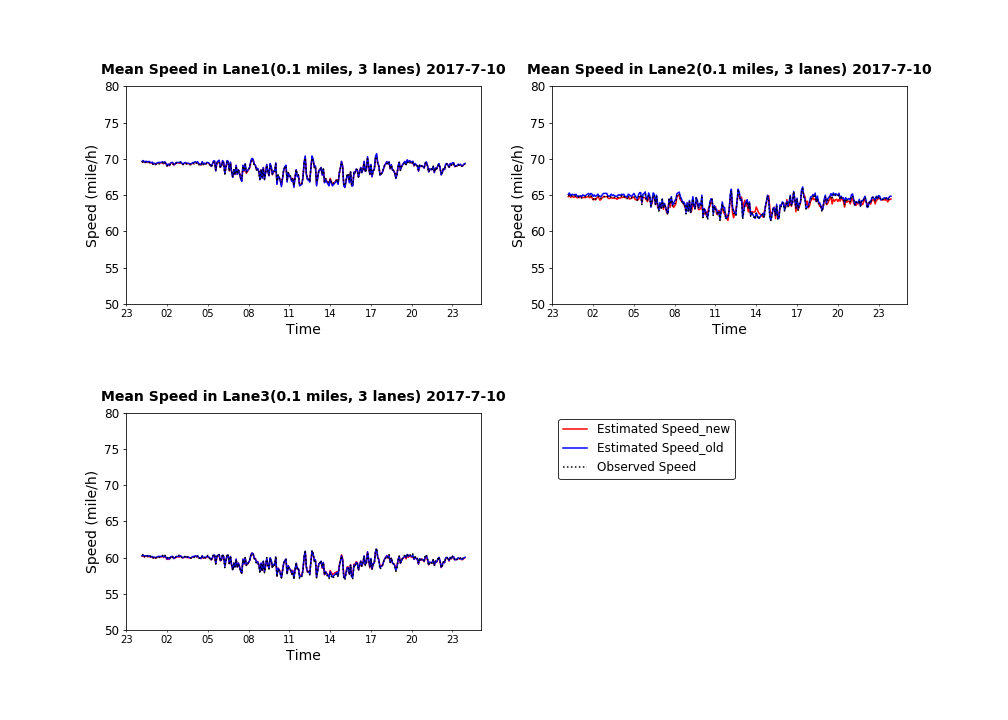 Mean Speed in Lane1(0.1 miles, 3 lanes) 2017-7-10
80
75
70
65
60
55
50
Speed (mile/h)
23 02 05 08 11 14 17 20 23
Time
Mean Speed in Lane2(0.1 miles, 3 lanes) 2017-7-10
80
75
70
65
60
55
50
Speed (mile/h)
23 02 05 08 11 14 17 20 23
Time
Mean Speed in Lane3(0.1 miles, 3 lanes) 2017-7-10
80
75
70
65
60
55
50
Speed (mile/h)
23 02 05 08 11 14 17 20 23
Time
Estimated Speed_new
Estimated Speed_old
Observed Speed